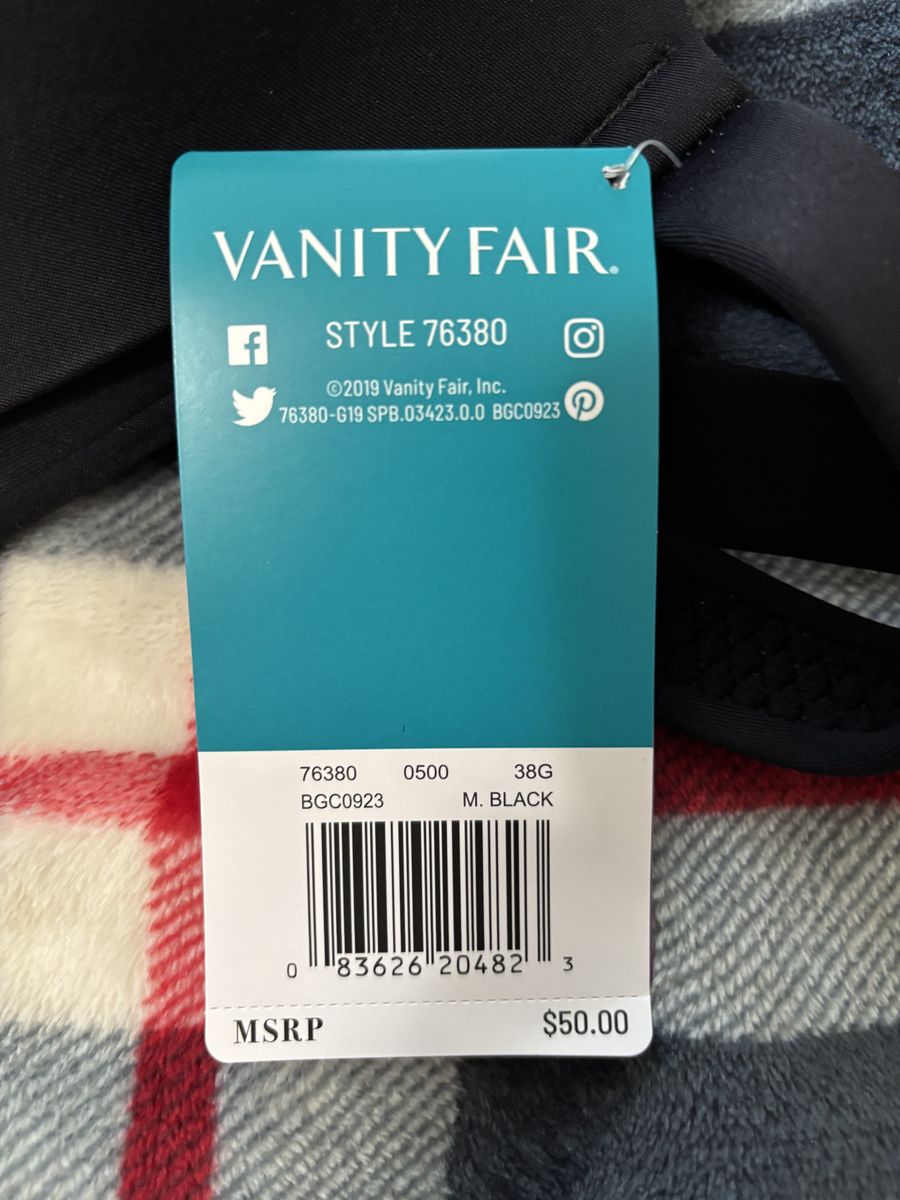 VANITY FAIR.
STYLE 76380
©2019 Vanity Fair, Inc.
76380-G19 SPB.03423.0.0 BGC0923
76380 0500 38G
BGC0923 M. BLACK
0 83626 20482 3
MSRP $50.00